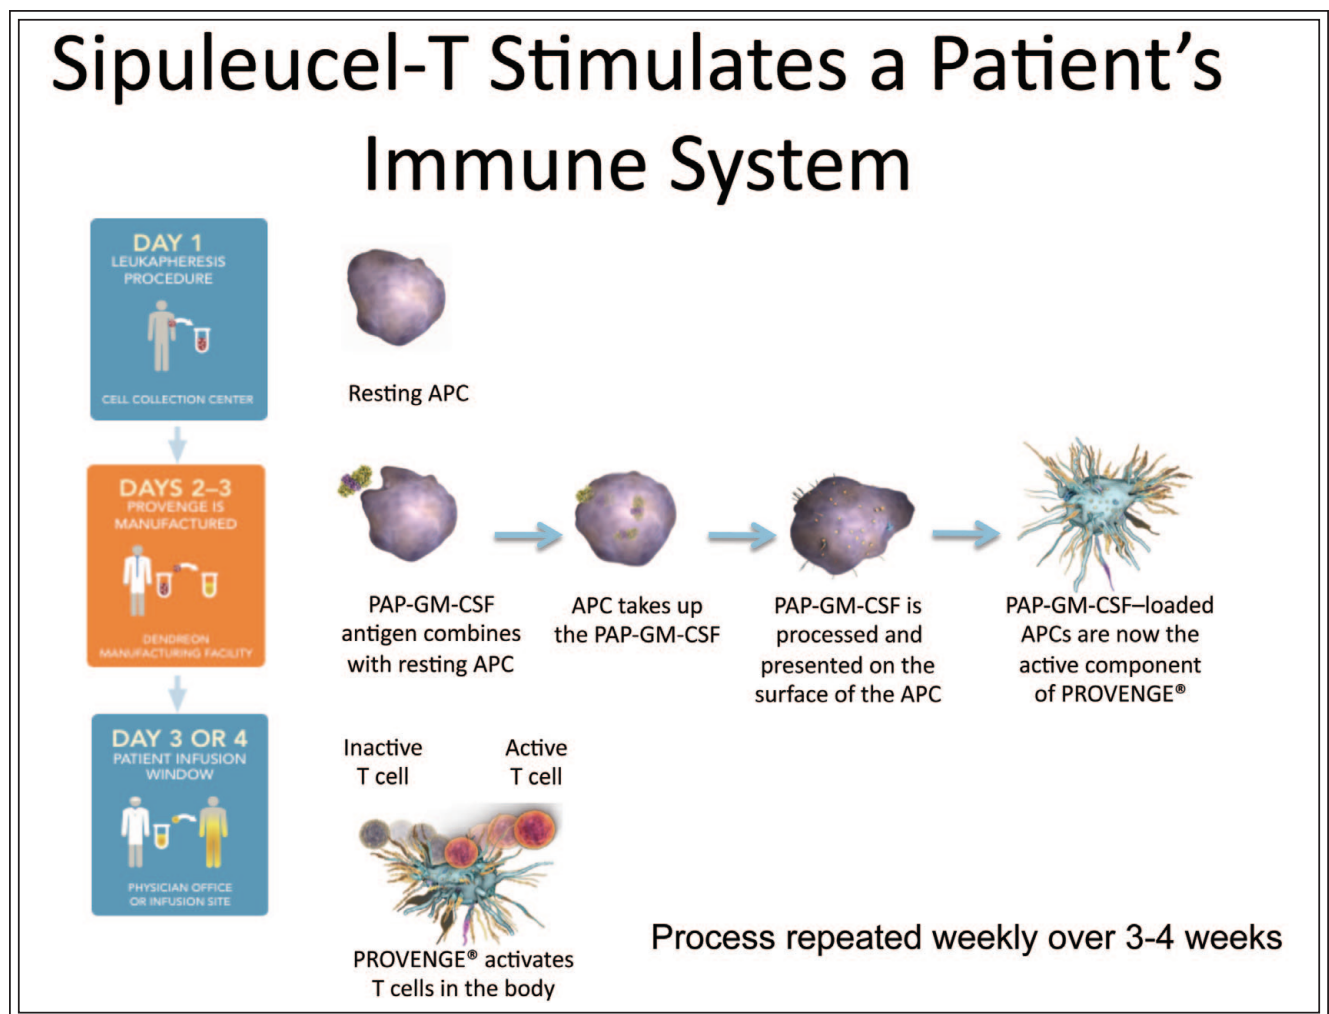 Sipuleucel-T Stimulates a Patient’s
Immune System
DAY 1
LEUKAPHERESIS
PROCEDURE
CELL COLLECTION CENTER
Resting APC
DAYS 2–3
PROVENGE IS
MANUFACTURED
DENDREON
MANUFACTURING FACILITY
PAP-GM-CSF
antigen combines
with resting APC
APC takes up
the PAP-GM-CSF
PAP-GM-CSF is
processed and
presented on the
surface of the APC
PAP-GM-CSF–loaded
APCs are now the
active component
of PROVENGE®
DAY 3 OR 4
PATIENT INFUSION
WINDOW
PHYSICIAN OFFICE
OR INFUSION SITE
Inactive
T cell
Active
T cell
PROVENGE® activates
T cells in the body
Process repeated weekly over 3-4 weeks